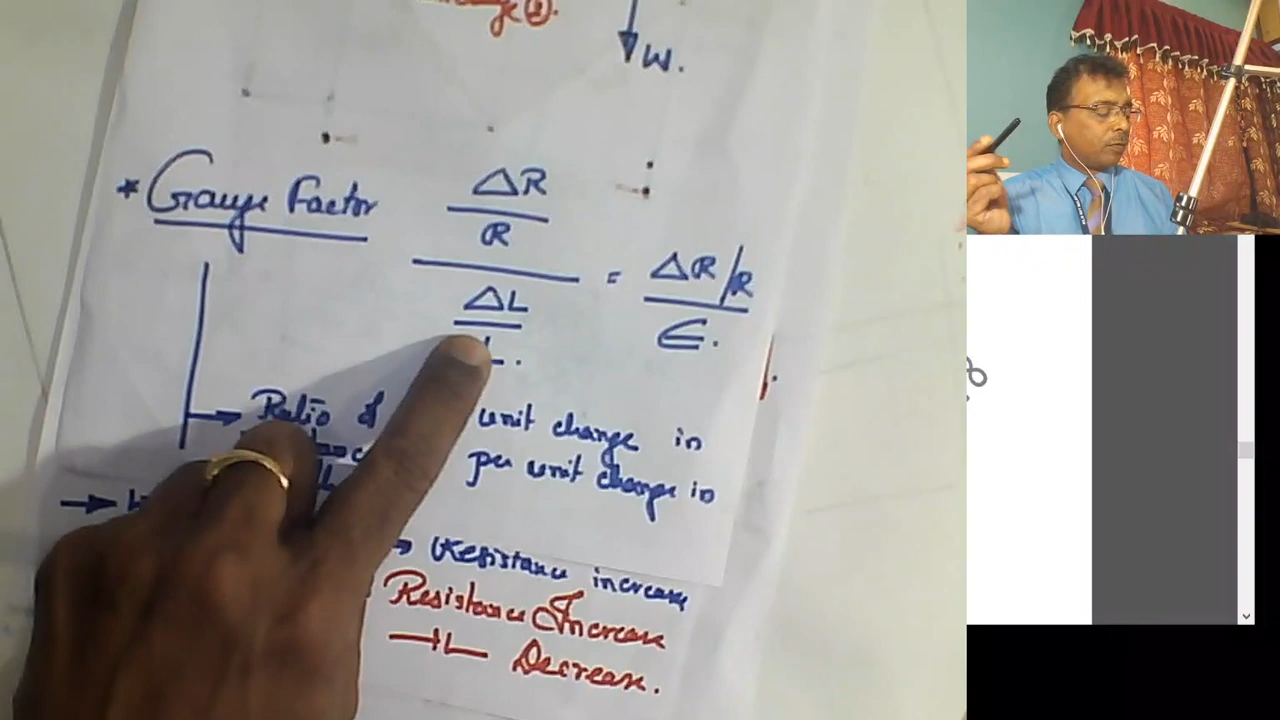 W.
* Gauge Factor
ΔR
R
ΔL
L.
= ΔR/R
ϵ.
Ratio of unit change in
per unit change in
→ Resistance increase
Resistance Increase
L Decrease.
8